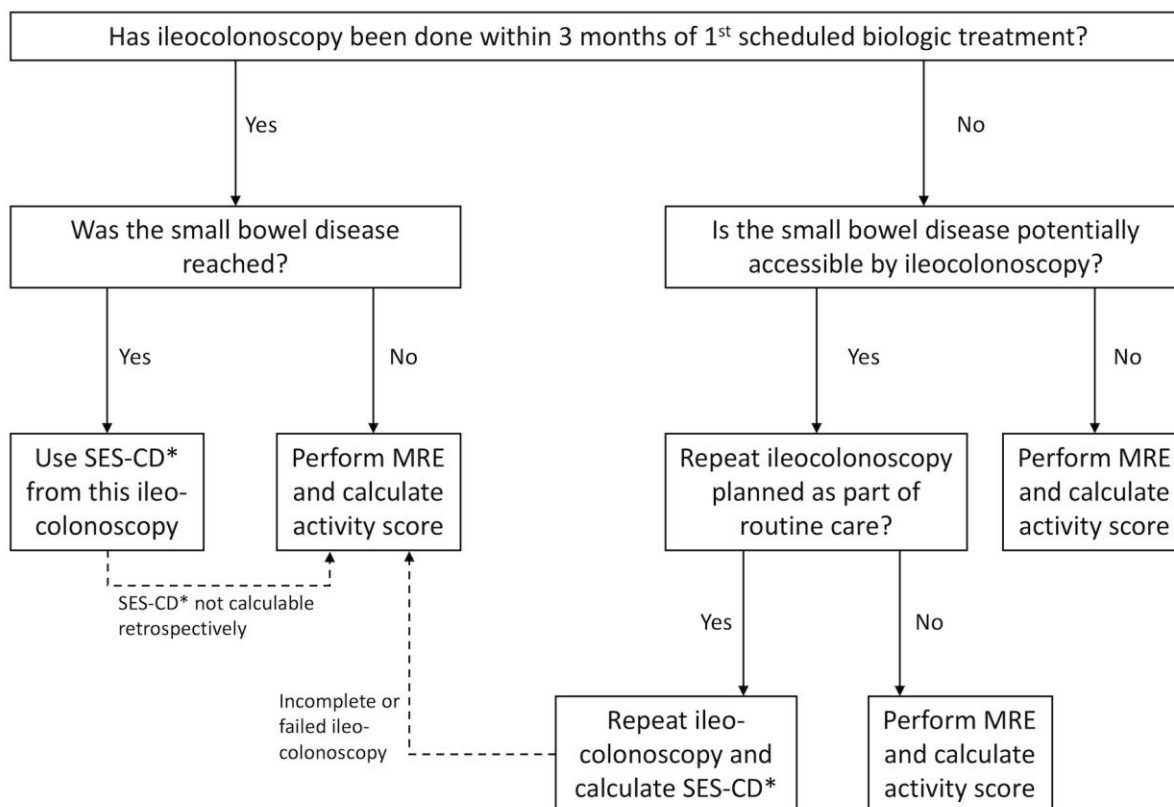 Has ileocolonoscopy been done within 3 months of 1st scheduled biologic treatment?
Yes
No
Was the small bowel disease
reached?
Is the small bowel disease potentially
accessible by ileocolonoscopy?
Yes
No
Yes
No
Use SES-CD*
from this ileo-
colonoscopy
Perform MRE
and calculate
activity score
Repeat ileocolonoscopy
planned as part of
routine care?
Perform MRE
and calculate
activity score
SES-CD* not calculable
retrospectively
Yes
No
Incomplete or
failed ileo-
colonoscopy
Repeat ileo-
colonoscopy and
calculate SES-CD*
Perform MRE
and calculate
activity score